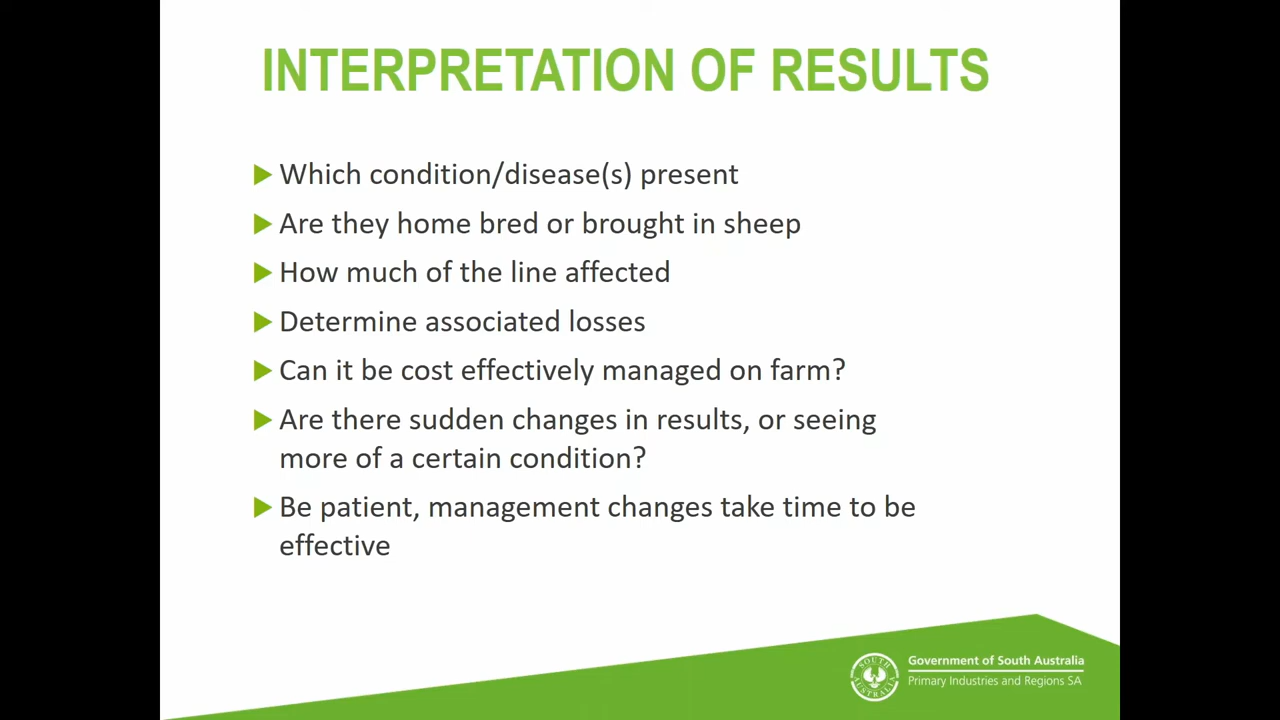 INTERPRETATION OF RESULTS
Which condition/disease(s) present
Are they home bred or brought in sheep
How much of the line affected
Determine associated losses
Can it be cost effectively managed on farm?
Are there sudden changes in results, or seeing
more of a certain condition?
Be patient, management changes take time to be
effective
SOUTH AUSTRALIA
Government of South Australia
Primary Industries and Regions SA